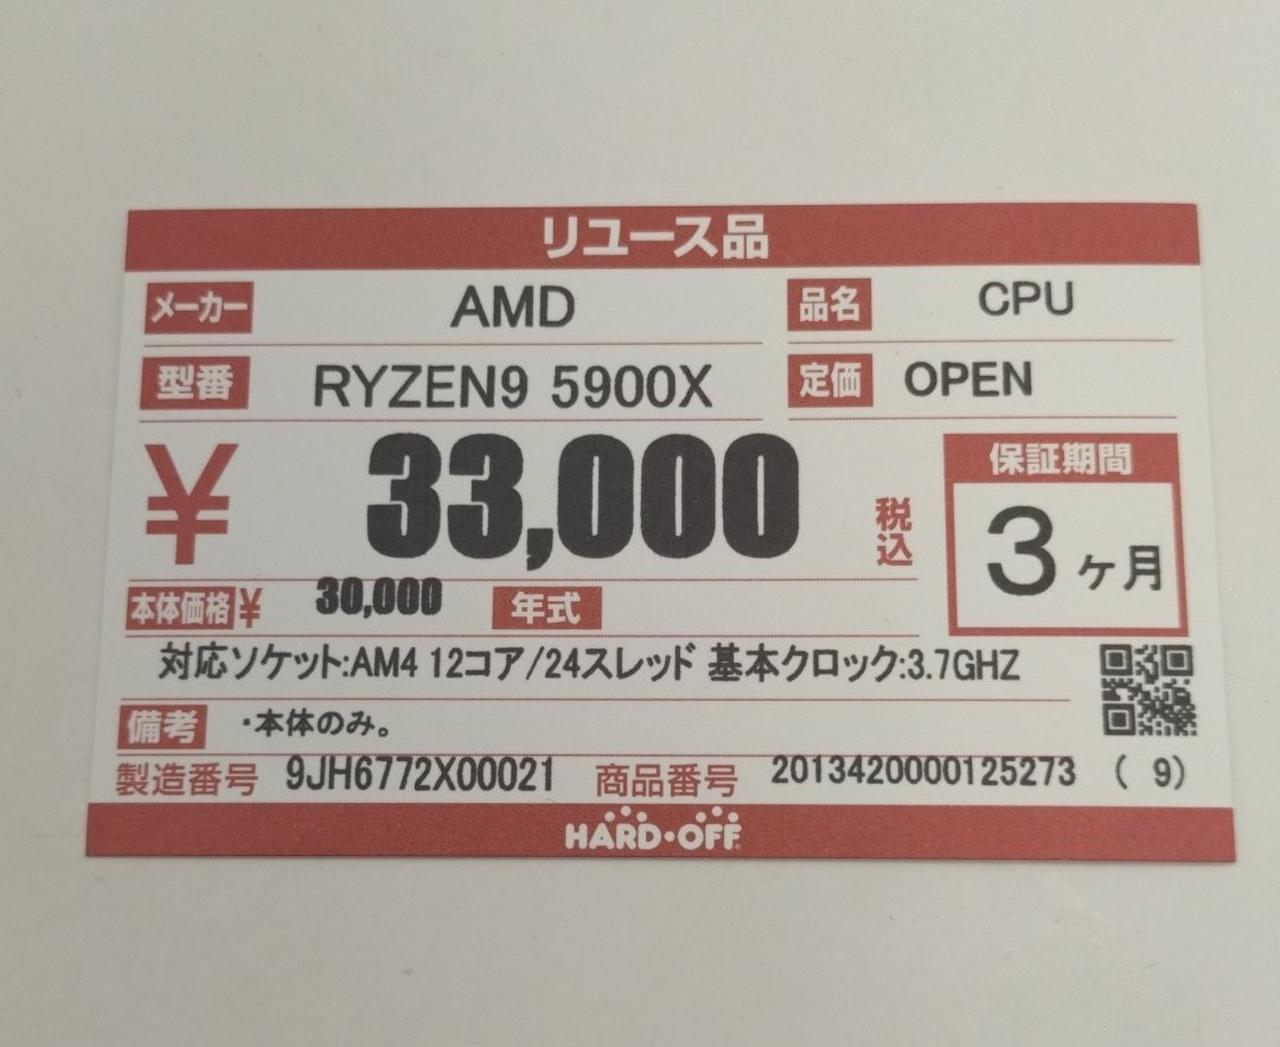 リユース品
メーカー AMD 品名 CPU
型番 RYZEN9 5900X 定価 OPEN
¥ 33,000 税込
保証期間
3ヶ月
本体価格¥ 30,000 年式
対応ソケット:AM4 12コア/24スレッド 基本クロック:3.7GHZ
備考 ・本体のみ。
製造番号 9JH6772X00021 商品番号 2013420000125273 ( 9)
HARD・OFF